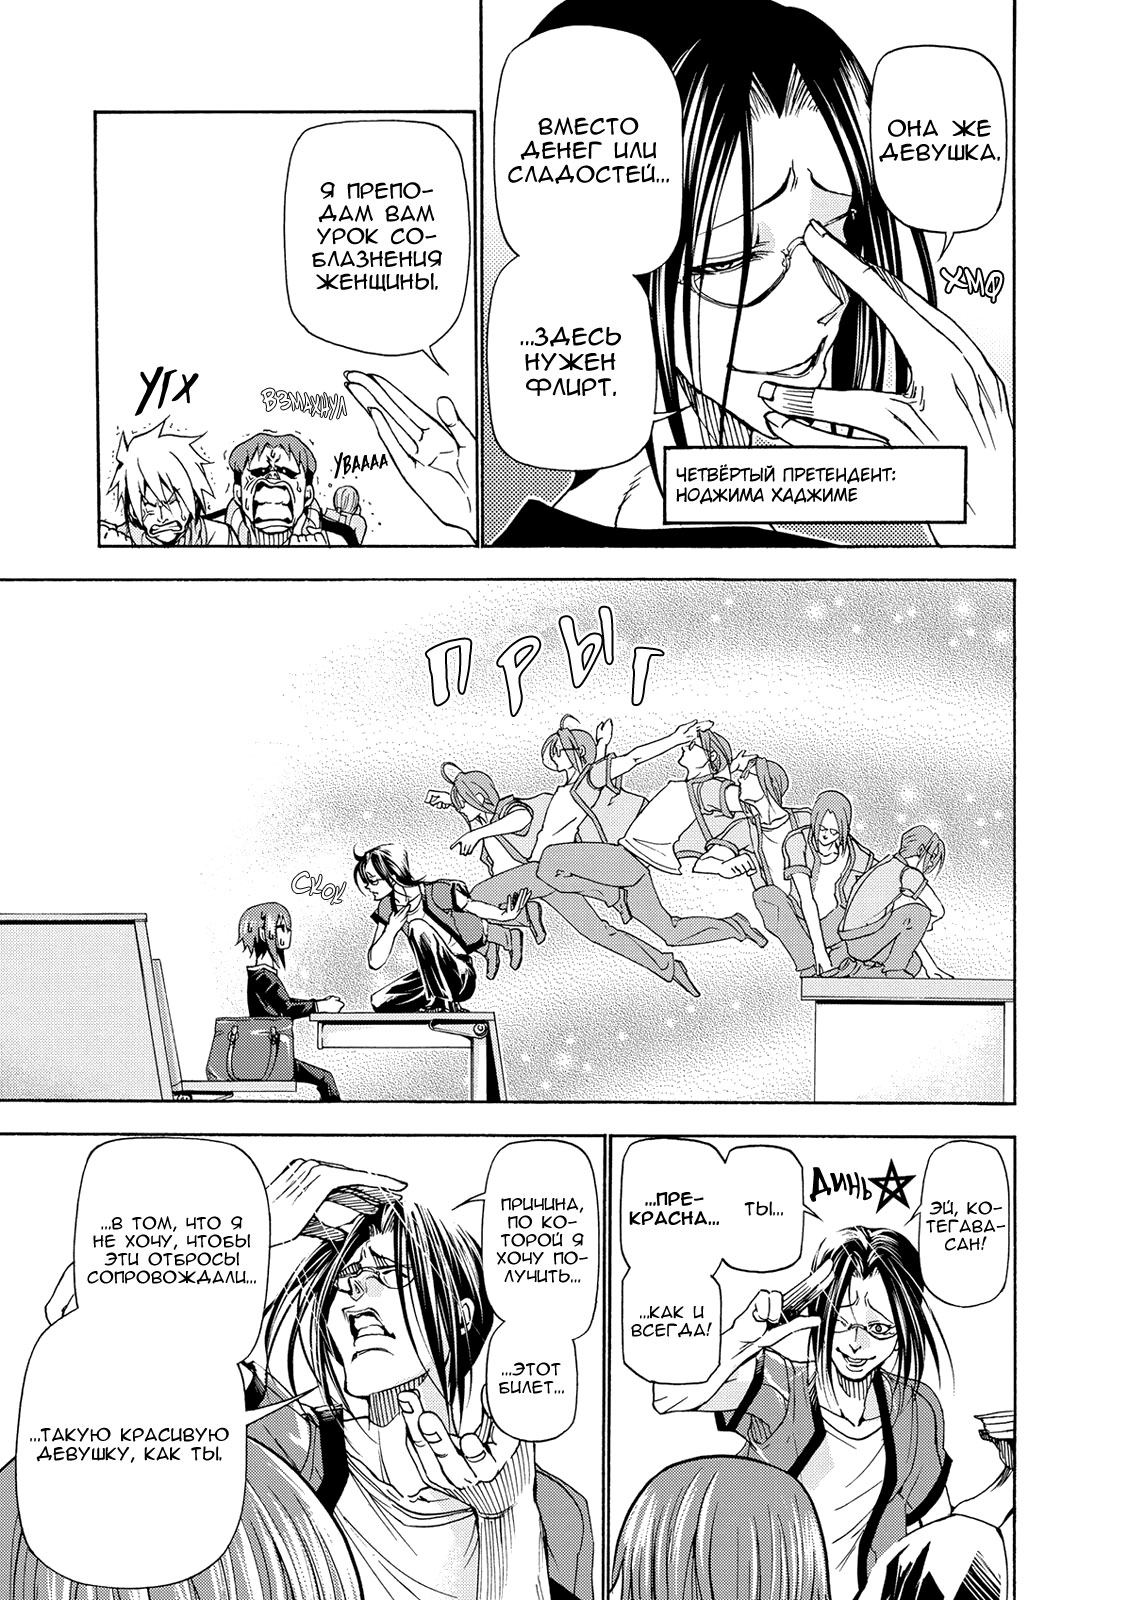 ОНА ЖЕ
ДЕВУШКА.
ВМЕСТО
ДЕНЕГ ИЛИ
СЛАДОСТЕЙ...
...ЗДЕСЬ
НУЖЕН
ФЛИРТ.
ХМФ
ЧЕТВЁРТЫЙ ПРЕТЕНДЕНТ:
НОДЖИМА ХАДЖИМЕ
Я ПРЕПО-
ДАМ ВАМ
УРОК СО-
БЛАЗНЕНИЯ
ЖЕНЩИНЫ.
ВЗМАХНУЛ
УГХ
УВАААА
ПРЫГ
СКОК
ЭЙ, КО-
ТЕГАВА-
САН!
ДИНЬ
ТЫ...
...ПРЕ-
КРАСНА...
...КАК И
ВСЕГДА!
ПРИЧИНА,
ПО КО-
ТОРОЙ Я
ХОЧУ ПО-
ЛУЧИТЬ...
...ЭТОТ
БИЛЕТ...
...В ТОМ, ЧТО Я
НЕ ХОЧУ, ЧТОБЫ
ЭТИ ОТБРОСЫ
СОПРОВОЖДАЛИ...
...ТАКУЮ КРАСИВУЮ
ДЕВУШКУ, КАК ТЫ.